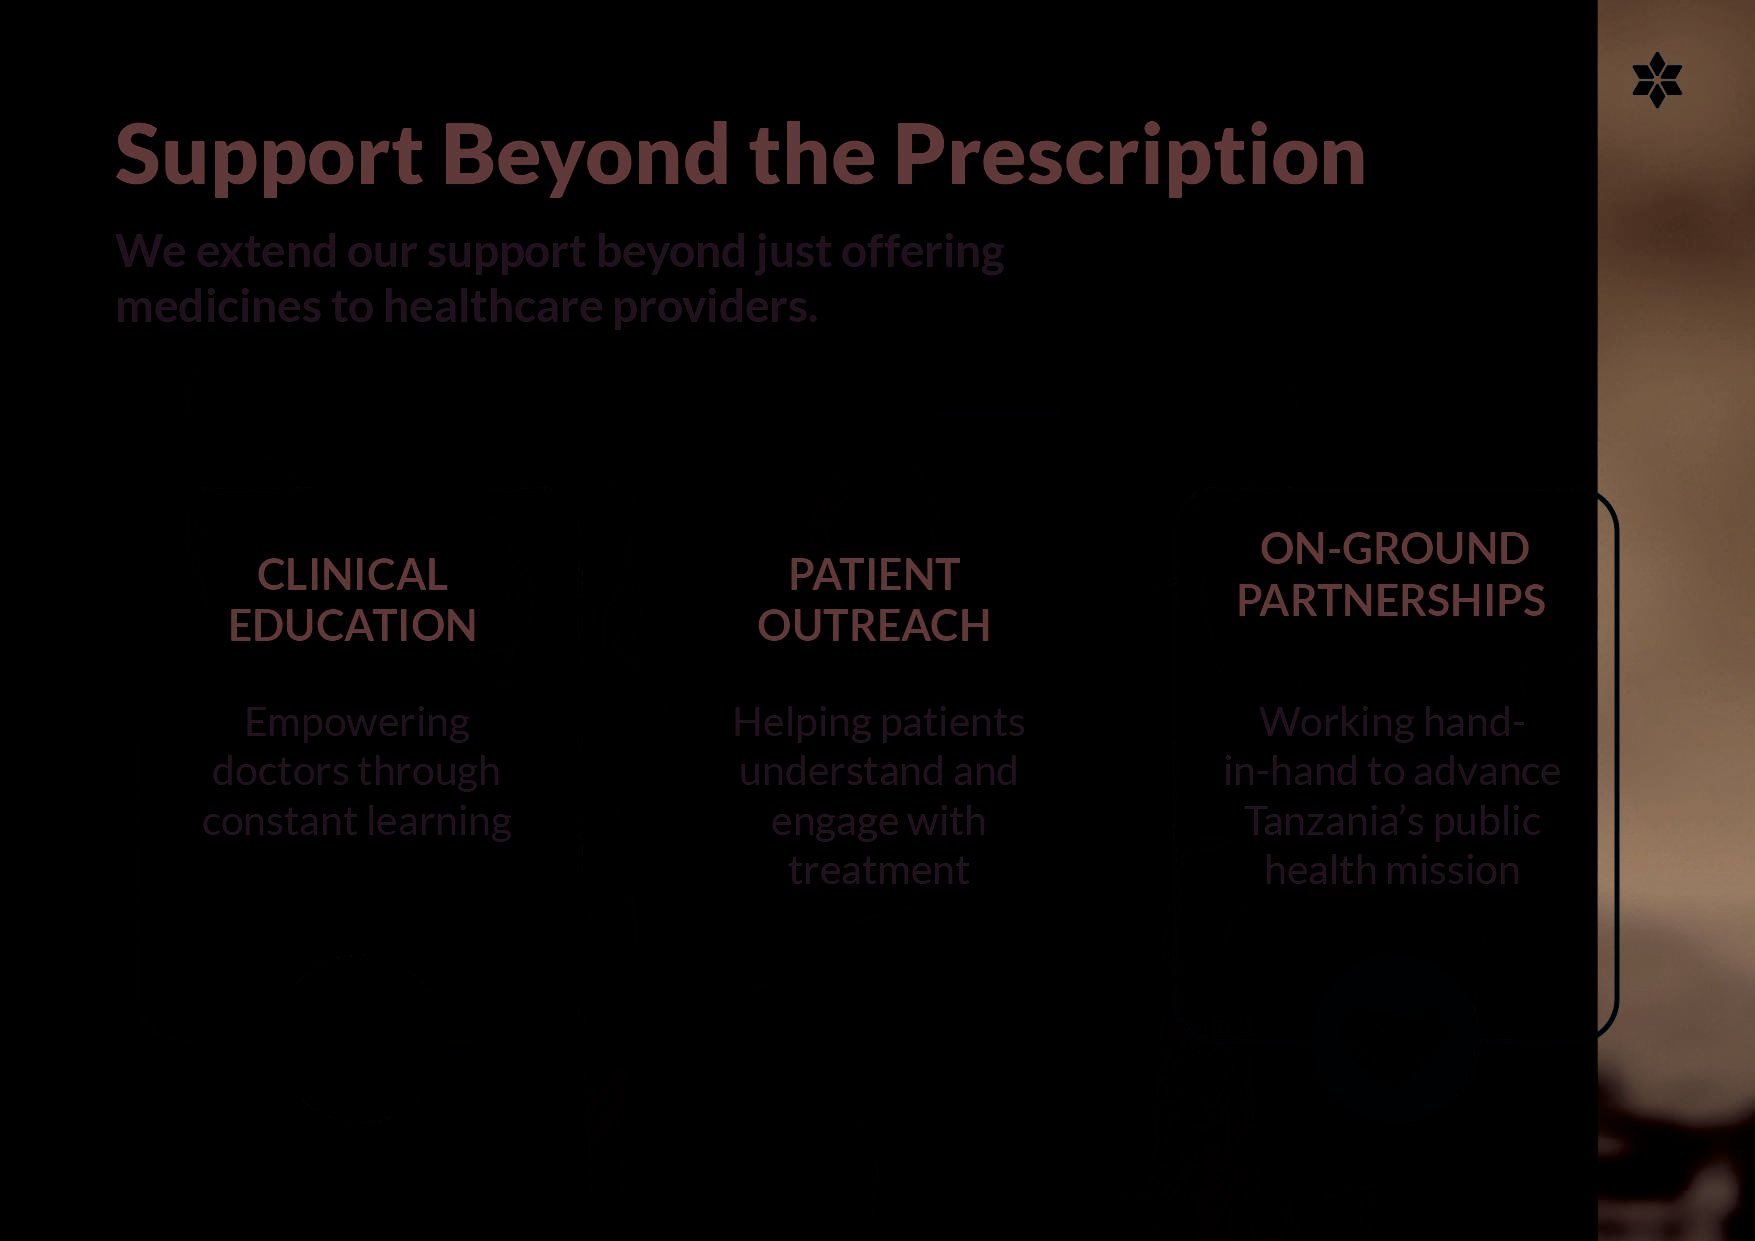 Support Beyond the Prescription
We extend our support beyond just offering
medicines to healthcare providers.
CLINICAL
EDUCATION
Empowering
doctors through
constant learning
PATIENT
OUTREACH
Helping patients
understand and
engage with
treatment
ON-GROUND
PARTNERSHIPS
Working hand-
in-hand to advance
Tanzania’s public
health mission